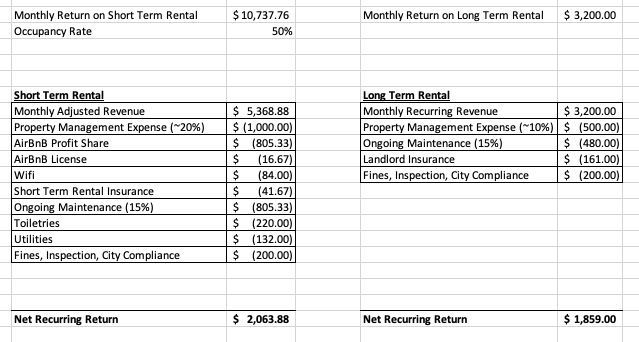 Monthly Return on Short Term Rental $ 10,737.76 Monthly Return on Long Term Rental $ 3,200.00
Occupancy Rate 50%
Short Term Rental Long Term Rental
Monthly Adjusted Revenue $ 5,368.88 Monthly Recurring Revenue $ 3,200.00
Property Management Expense (~20%) $ (1,000.00) Property Management Expense (~10%) $ (500.00)
AirBnB Profit Share $ (805.33) Ongoing Maintenance (15%) $ (480.00)
AirBnB License $ (16.67) Landlord Insurance $ (161.00)
Wifi $ (84.00) Fines, Inspection, City Compliance $ (200.00)
Short Term Rental Insurance $ (41.67)
Ongoing Maintenance (15%) $ (805.33)
Toiletries $ (220.00)
Utilities $ (132.00)
Fines, Inspection, City Compliance $ (200.00)
Net Recurring Return $ 2,063.88 Net Recurring Return $ 1,859.00